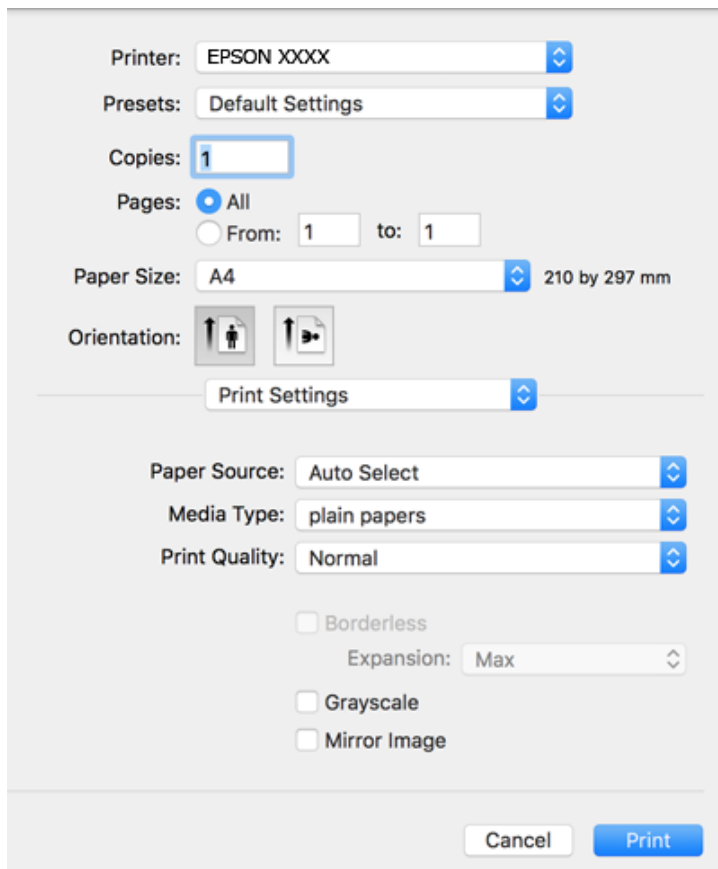 Printer: EPSON XXXX
Presets: Default Settings
Copies: 1
Pages: All
From: 1 to: 1
Paper Size: A4 210 by 297 mm
Orientation:
Print Settings
Paper Source: Auto Select
Media Type: plain papers
Print Quality: Normal
Borderless
Expansion: Max
Grayscale
Mirror Image
Cancel Print